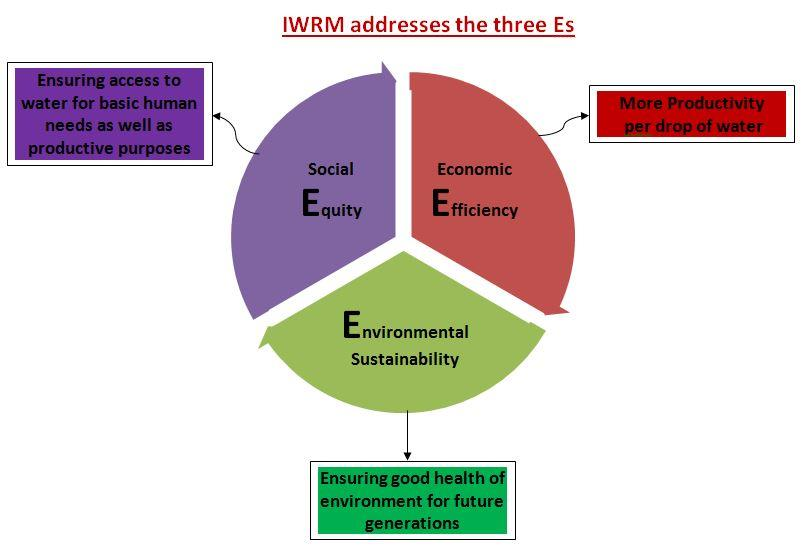 IWRM addresses the three Es
Ensuring access to
water for basic human
needs as well as
productive purposes
More Productivity
per drop of water
Social
Equity
Economic
Efficiency
Environmental
Sustainability
Ensuring good health of
environment for future
generations